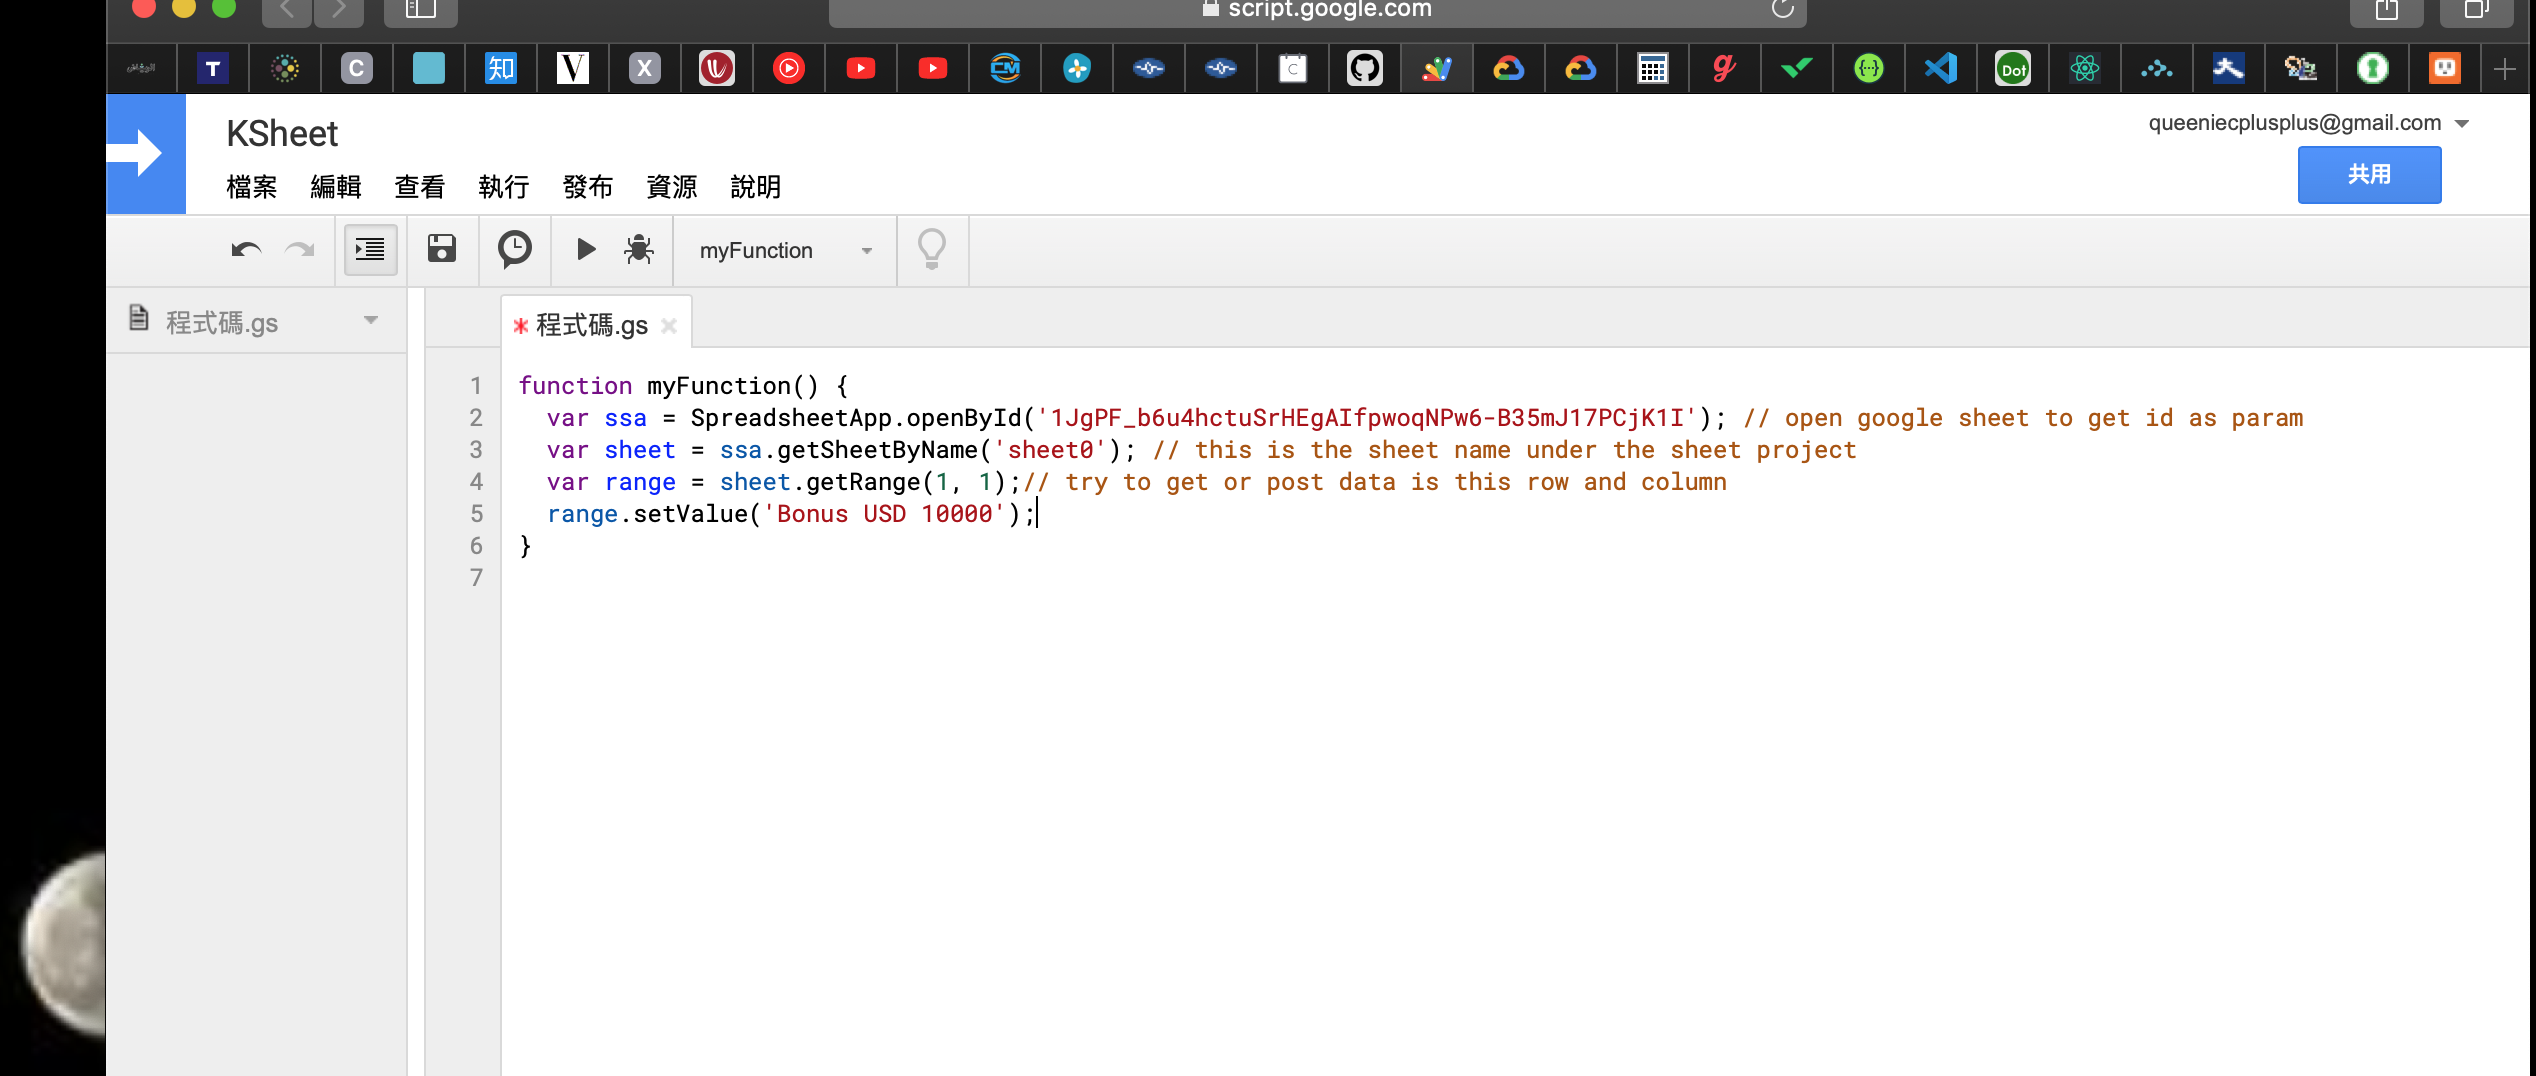 script.google.com
T
C
知
V
X
CM
C
g
Dot
大
KSheet
queeniecplusplus@gmail.com
檔案 編輯 查看 執行 發布 資源 說明
共用
myFunction
程式碼.gs
* 程式碼.gs
1 function myFunction() {
2 var ssa = SpreadsheetApp.openById('1JgPF_b6u4hctuSrHEgAIfpwoqNPw6-B35mJ17PCjK1I'); // open google sheet to get id as param
3 var sheet = ssa.getSheetByName('sheet0'); // this is the sheet name under the sheet project
4 var range = sheet.getRange(1, 1);// try to get or post data is this row and column
5 range.setValue('Bonus USD 10000');
6 }
7